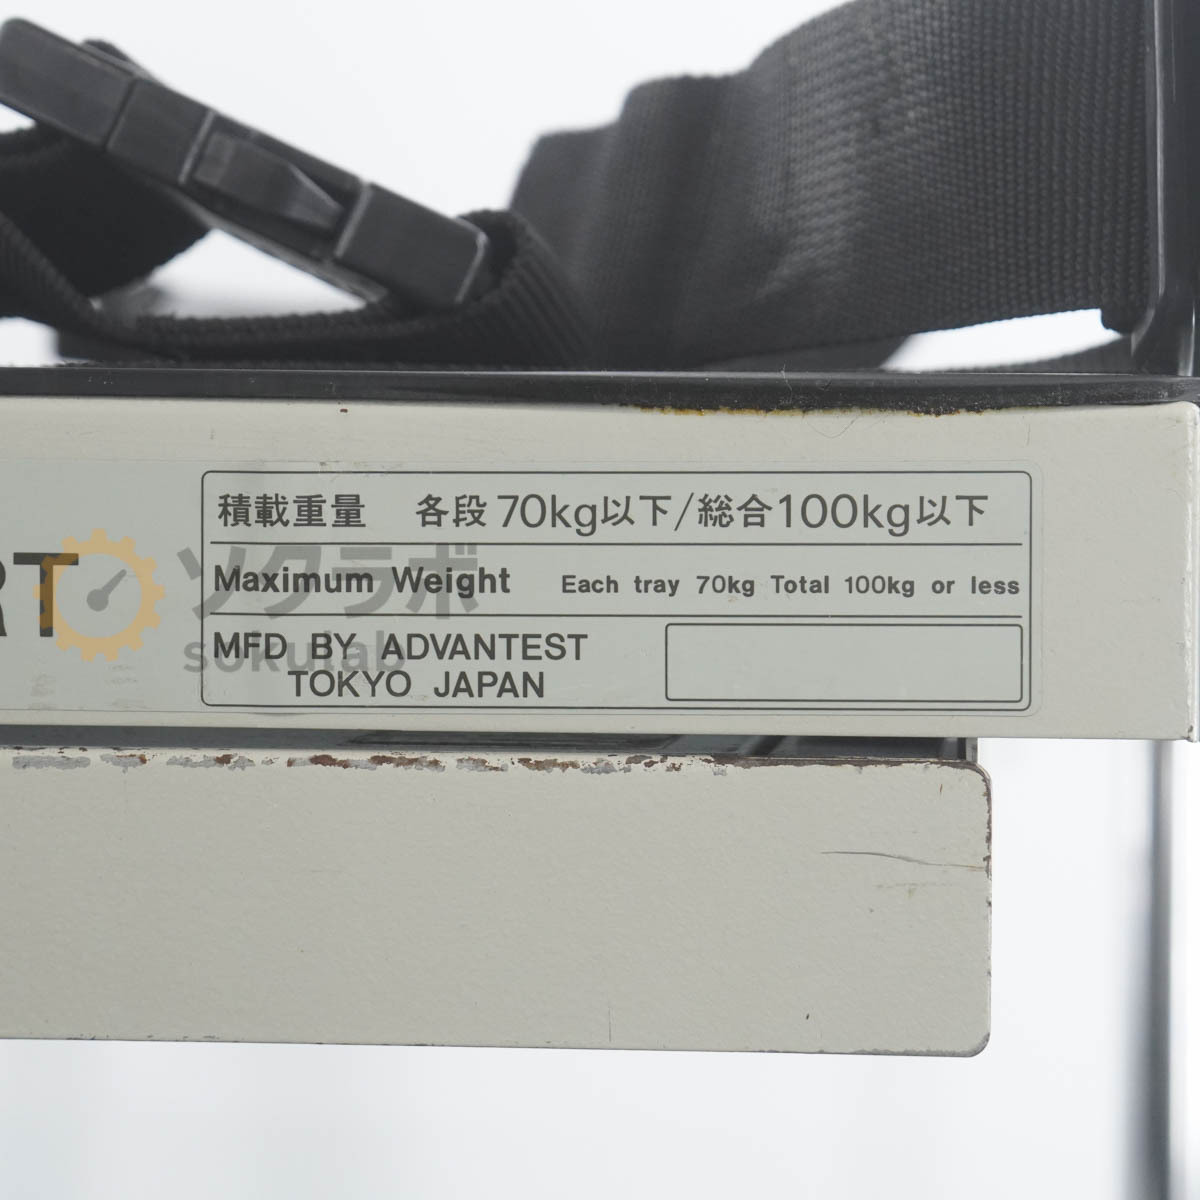 積載重量 各段70kg以下/総合100kg以下
RT
ソクラボ
Maximum Weight Each tray 70kg Total 100kg or less
MFD BY ADVANTEST
sokulab
TOKYO JAPAN